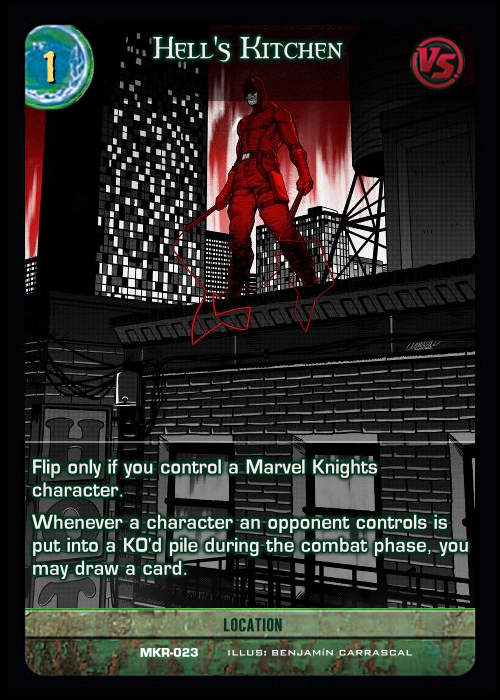 1
Hell's Kitchen
VS
HOT
Flip only if you control a Marvel Knights
character.
Whenever a character an opponent controls is
put into a KO'd pile during the combat phase, you
may draw a card.
LOCATION
MKR-023 ILLUS: BENJAMíN CARRASCAL